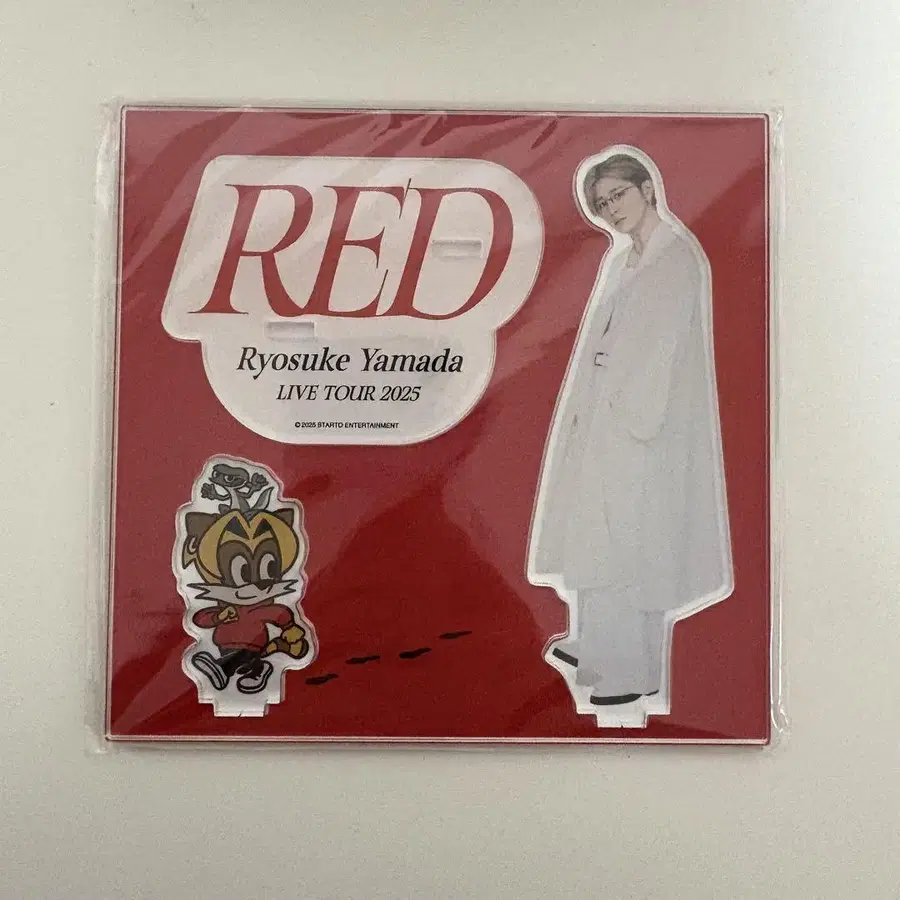 RED
Ryosuke Yamada
LIVE TOUR 2025
© 2025 STARTO ENTERTAINMENT